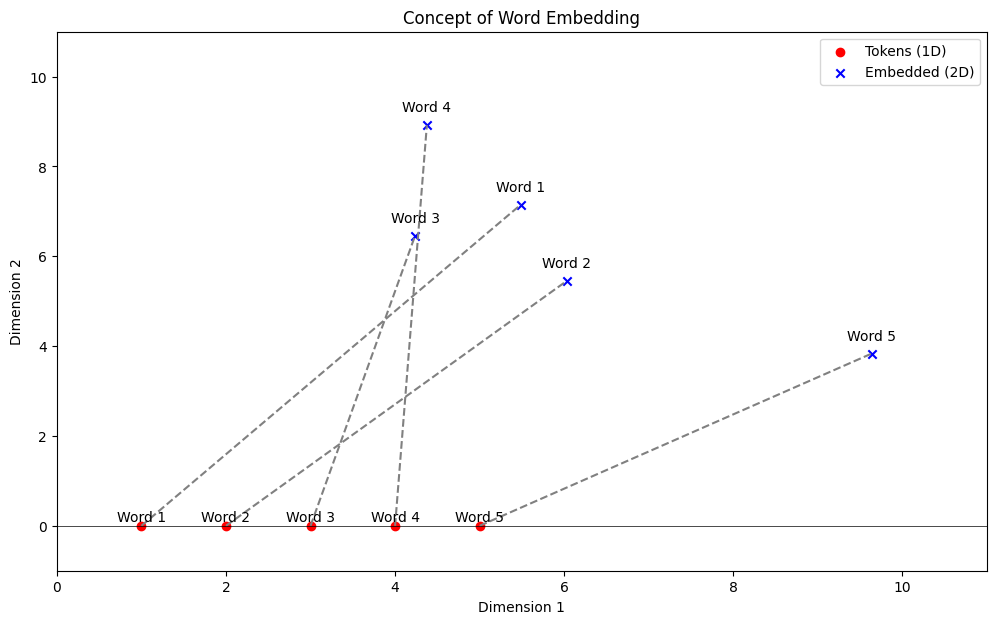 Concept of Word Embedding
Tokens (1D)
Embedded (2D)
Word 4
Word 1
Word 3
Word 2
Word 5
Word 1 Word 2 Word 3 Word 4 Word 5
10
8
6
4
2
0
Dimension 2
0 2 4 6 8 10
Dimension 1